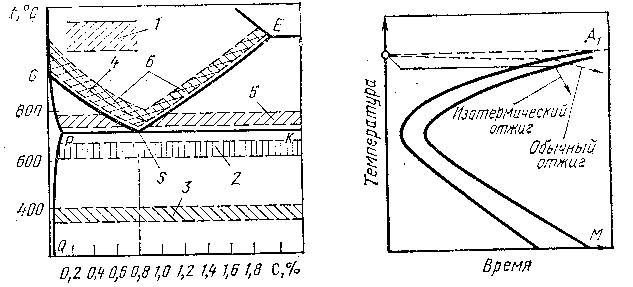 t,°C
1
E
4
6
G
5
800
P
K
600
S
2
3
400
Q
0,2 0,4 0,6 0,8 1,0 1,2 1,4 1,6 1,8 C,%
Температура
A₁
Изотермический
отжиг
Обычный
отжиг
M
Время